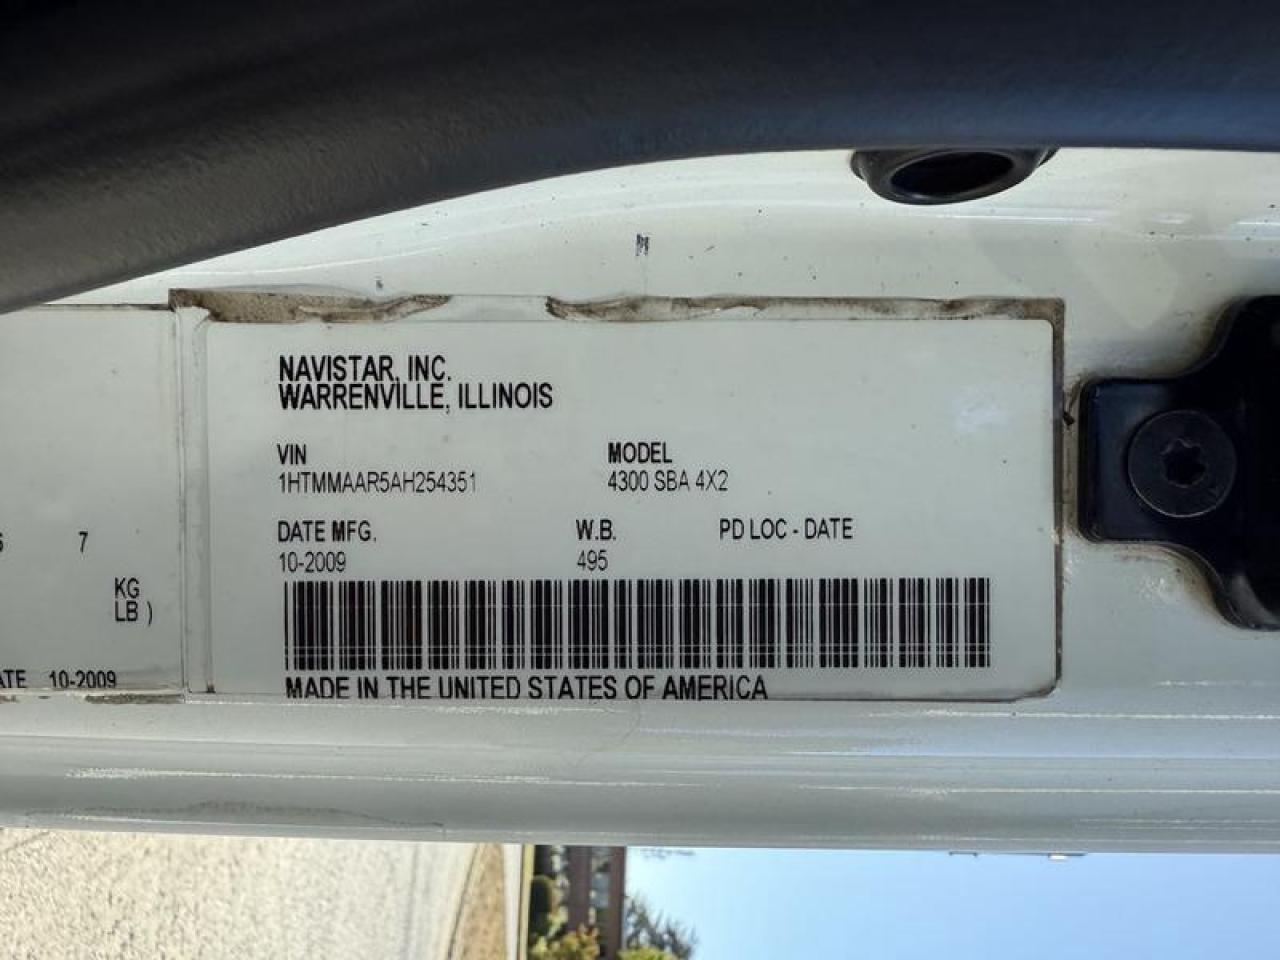 NAVISTAR, INC.
WARRENVILLE, ILLINOIS
VIN MODEL
1HTMMAAR5AH254351 4300 SBA 4X2
DATE MFG. W.B. PD LOC - DATE
10-2009 495
MADE IN THE UNITED STATES OF AMERICA
7
KG
LB )
10-2009